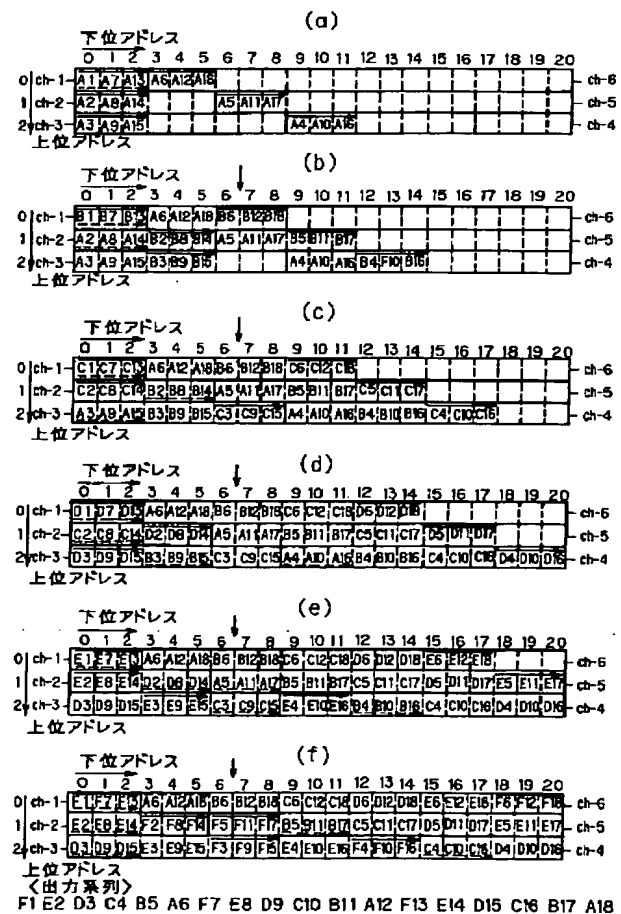 (a)
下位アドレス
0 1 2 3 4 5 6 7 8 9 10 11 12 13 14 15 16 17 18 19 20
0 ch-1 A1 A7 A13 A6 A12 A18 ch-6
1 ch-2 A2 A8 A14 A5 A11 A17 ch-5
2 ch-3 A3 A9 A15 A4 A10 A16 ch-4
上位アドレス
(b)
下位アドレス
0 1 2 3 4 5 6 7 8 9 10 11 12 13 14 15 16 17 18 19 20
0 ch-1 B1 B7 B13 A6 A12 A18 B6 B12 B18 ch-6
1 ch-2 A2 A8 A14 B2 B8 B14 A5 A11 A17 B5 B11 B17 ch-5
2 ch-3 A3 A9 A15 B3 B9 B15 A4 A10 A16 B4 F10 B16 ch-4
上位アドレス
(c)
下位アドレス
0 1 2 3 4 5 6 7 8 9 10 11 12 13 14 15 16 17 18 19 20
0 ch-1 C1 C7 C13 A6 A12 A18 B6 B12 B18 C6 C12 C18 ch-6
1 ch-2 C2 C8 C14 B2 B8 B14 A5 A11 A17 B5 B11 B17 C5 C11 C17 ch-5
2 ch-3 A3 A9 A15 B3 B9 B15 C3 C9 C15 A4 A10 A16 B4 B10 B16 C4 C10 C16 ch-4
上位アドレス
(d)
下位アドレス
0 1 2 3 4 5 6 7 8 9 10 11 12 13 14 15 16 17 18 19 20
0 ch-1 D1 D7 D13 A6 A12 A18 B6 B12 B18 C6 C12 C18 D6 D12 D18 ch-6
1 ch-2 C2 C8 C14 D2 D8 D14 A5 A11 A17 B5 B11 B17 C5 C11 C17 D5 D11 D17 ch-5
2 ch-3 D3 D9 D15 B3 B9 B15 C3 C9 C15 A4 A10 A16 B4 B10 B16 C4 C10 C16 D4 D10 D16 ch-4
上位アドレス
(e)
下位アドレス
0 1 2 3 4 5 6 7 8 9 10 11 12 13 14 15 16 17 18 19 20
0 ch-1 E1 E7 E13 A6 A12 A18 B6 B12 B18 C6 C12 C18 D6 D12 D18 E6 E12 E18 ch-6
1 ch-2 E2 E8 E14 D2 D8 D14 A5 A11 A17 B5 B11 B17 C5 C11 C17 D5 D11 D17 E5 E11 E17 ch-5
2 ch-3 D3 D9 D15 E3 E9 E15 C3 C9 C15 E4 E10 E16 B4 B10 B16 C4 C10 C16 D4 D10 D16 ch-4
上位アドレス
(f)
下位アドレス
0 1 2 3 4 5 6 7 8 9 10 11 12 13 14 15 16 17 18 19 20
0 ch-1 E1 F7 E13 A6 A12 A18 B6 B12 B18 C6 C12 C18 D6 D12 D18 E6 E12 E18 F6 F12 F18 ch-6
1 ch-2 E2 E8 E14 F2 F8 F14 F5 F11 F17 B5 B11 B17 C5 C11 C17 D5 D11 D17 E5 E11 E17 ch-5
2 ch-3 D3 D9 D15 E3 E9 E15 F3 F9 F15 E4 E10 E16 F4 F10 F16 C4 C10 C16 D4 D10 D16 ch-4
上位アドレス
〈出力系列〉
F1 E2 D3 C4 B5 A6 F7 E8 D9 C10 B11 A12 F13 E14 D15 C16 B17 A18